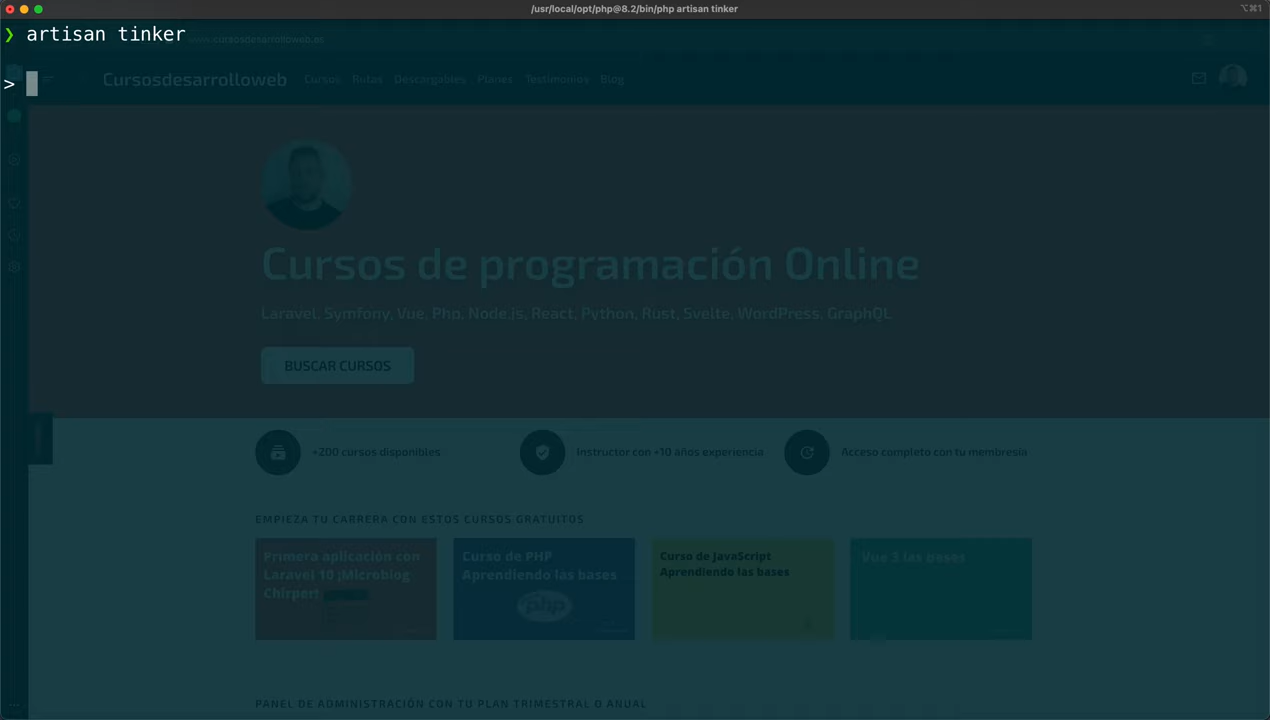 /usr/local/opt/php@8.2/bin/php artisan tinker
⌥⌘1
❯ artisan tinker
www.cursosdesarrolloweb.es
>
Cursosdesarrolloweb Cursos Rutas Descargables Planes Testimonios Blog
Cursos de programación Online
Laravel, Symfony, Vue, Php, Node.js, React, Python, Rust, Svelte, WordPress, GraphQL
BUSCAR CURSOS
+200 cursos disponibles
Instructor con +10 años experiencia
Acceso completo con tu membresía
EMPIEZA TU CARRERA CON ESTOS CURSOS GRATUITOS
Primera aplicación con
Laravel 10 ¡Microblog
Chirper!
Curso de PHP
Aprendiendo las bases
php
Curso de JavaScript
Aprendiendo las bases
Vue 3 las bases
PANEL DE ADMINISTRACIÓN CON TU PLAN TRIMESTRAL O ANUAL